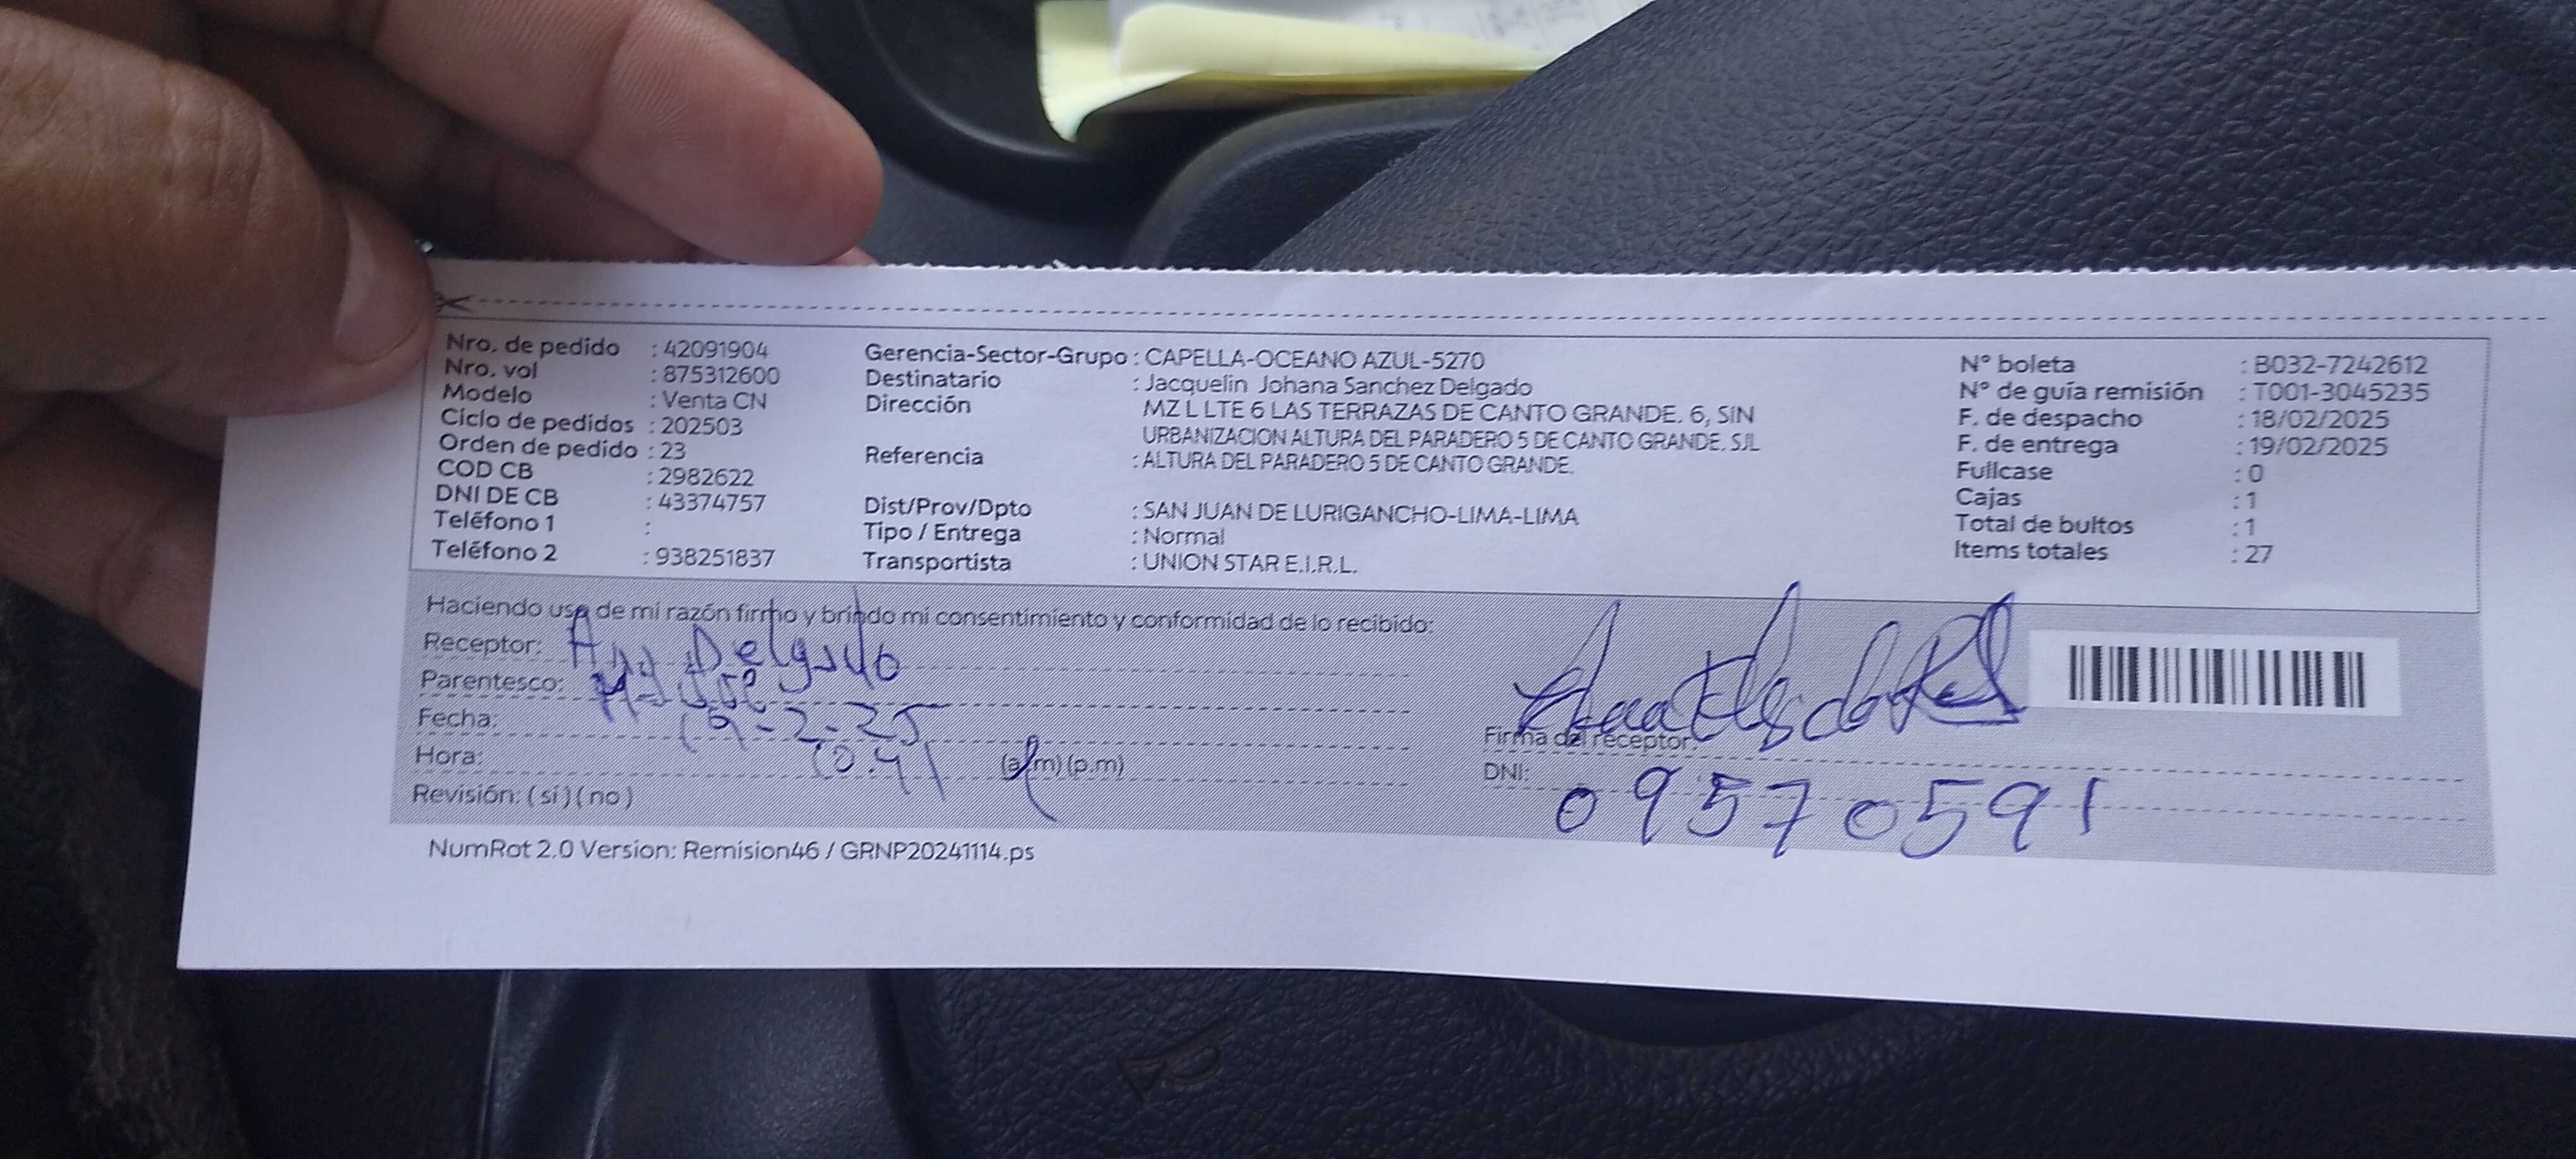 Nro. de pedido : 42091904
Nro. vol : 875312600
Modelo : Venta CN
Ciclo de pedidos : 202503
Orden de pedido : 23
COD CB : 2982622
DNI DE CB : 43374757
Teléfono 1 :
Teléfono 2 : 938251837
Gerencia-Sector-Grupo : CAPELLA-OCEANO AZUL-5270
Destinatario : Jacquelin Johana Sanchez Delgado
Dirección MZ L LTE 6 LAS TERRAZAS DE CANTO GRANDE. 6, SIN
URBANIZACION ALTURA DEL PARADERO 5 DE CANTO GRANDE. SJL
Referencia : ALTURA DEL PARADERO 5 DE CANTO GRANDE.
Dist/Prov/Dpto : SAN JUAN DE LURIGANCHO-LIMA-LIMA
Tipo / Entrega : Normal
Transportista : UNION STAR E.I.R.L.
N° boleta : B032-7242612
N° de guía remisión : T001-3045235
F. de despacho : 18/02/2025
F. de entrega : 19/02/2025
Fullcase : 0
Cajas : 1
Total de bultos : 1
Items totales : 27
Haciendo uso de mi razón firmo y brindo mi consentimiento y conformidad de lo recibido:
Receptor: Ana Delgado
Parentesco:
Fecha: 19-2-25
Hora: 10:41 (a.m) (p.m)
Revisión: (si) (no)
Firma del receptor:
DNI: 09570591
NumRot 2.0 Version: Remision46 / GRNP20241114.ps